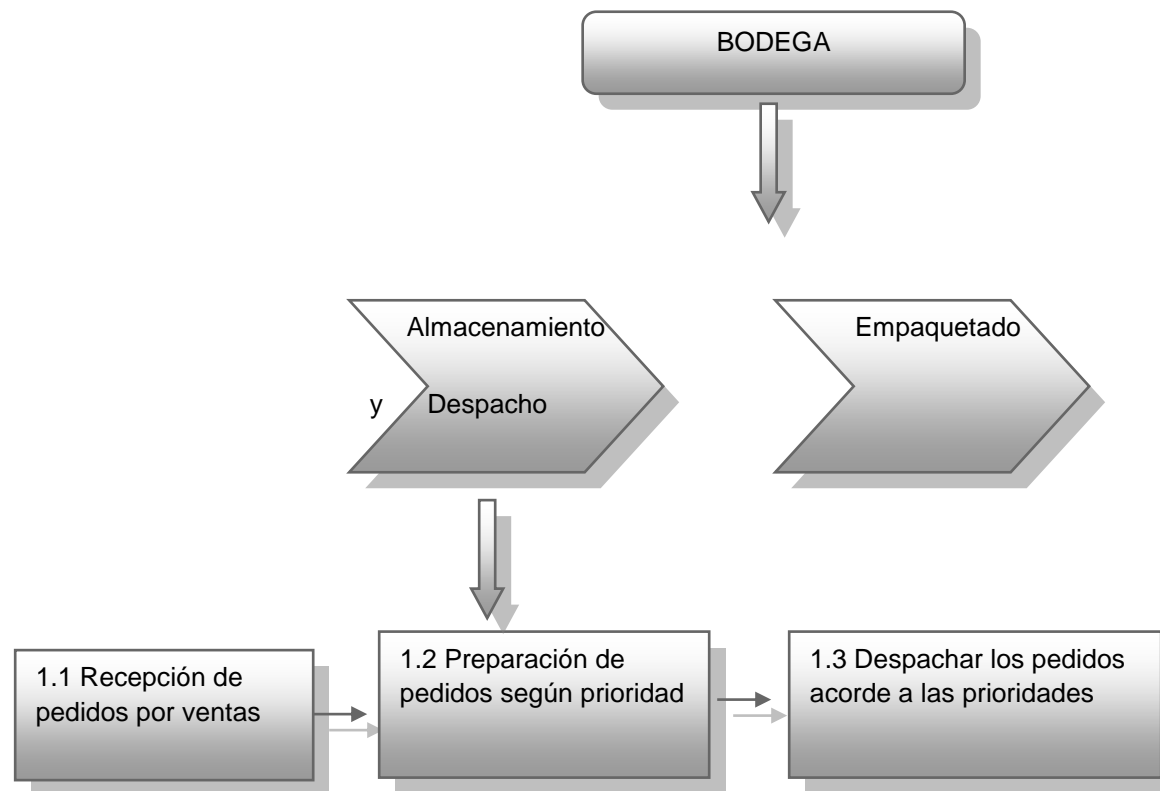 BODEGA
Almacenamiento
y Despacho
Empaquetado
1.1 Recepción de
pedidos por ventas
1.2 Preparación de
pedidos según prioridad
1.3 Despachar los pedidos
acorde a las prioridades